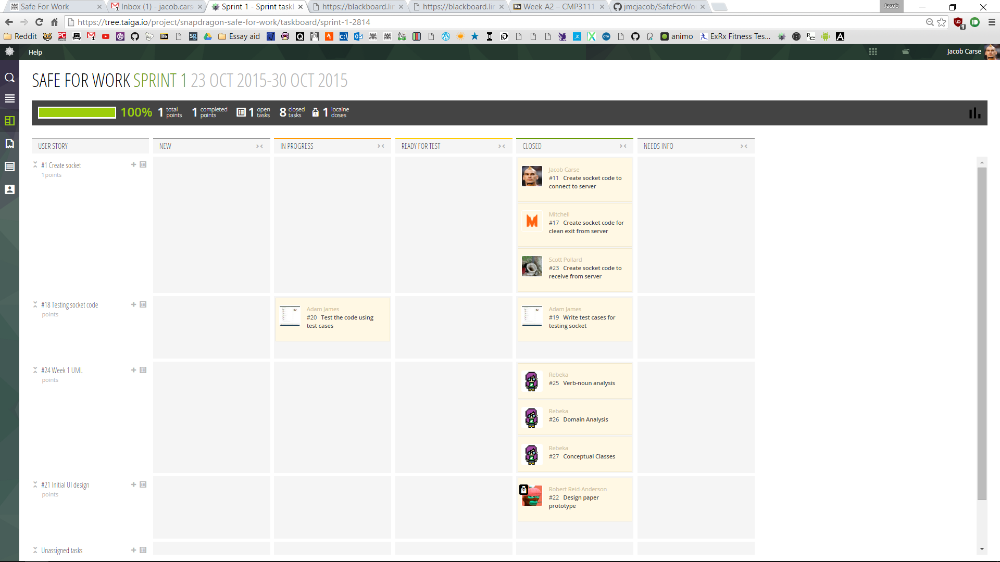 Safe For Work
Inbox (1) - jacob.cars
Sprint 1 - Sprint task
https://blackboard.lin
https://blackboard.lin
Week A2 – CMP3111
jmcjacob/SafeForWo
Jacob
https://tree.taiga.io/project/snapdragon-safe-for-work/taskboard/sprint-1-2814
Reddit
Essay aid
animo
ExRx Fitness Tes...
Help
Jacob Carse
SAFE FOR WORK SPRINT 1 23 OCT 2015-30 OCT 2015
100%
1 total points
1 completed points
1 open tasks
8 closed tasks
1 iocaine doses
USER STORY
NEW
IN PROGRESS
READY FOR TEST
CLOSED
NEEDS INFO
#1 Create socket
1 points
Jacob Carse
#11 Create socket code to
connect to server
Mitchell
#17 Create socket code for
clean exit from server
Scott Pollard
#23 Create socket code to
receive from server
#18 Testing socket code
points
Adam James
#20 Test the code using
test cases
Adam James
#19 Write test cases for
testing socket
#24 Week 1 UML
points
Rebeka
#25 Verb-noun analysis
Rebeka
#26 Domain Analysis
Rebeka
#27 Conceptual Classes
#21 Initial UI design
points
Robert Reid-Anderson
#22 Design paper
prototype
Unassigned tasks